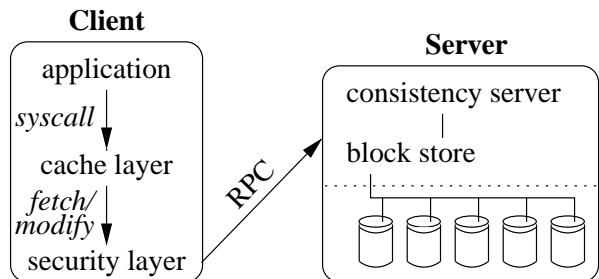 Client
application
syscall
cache layer
fetch/
modify
security layer
RPC
Server
consistency server
block store